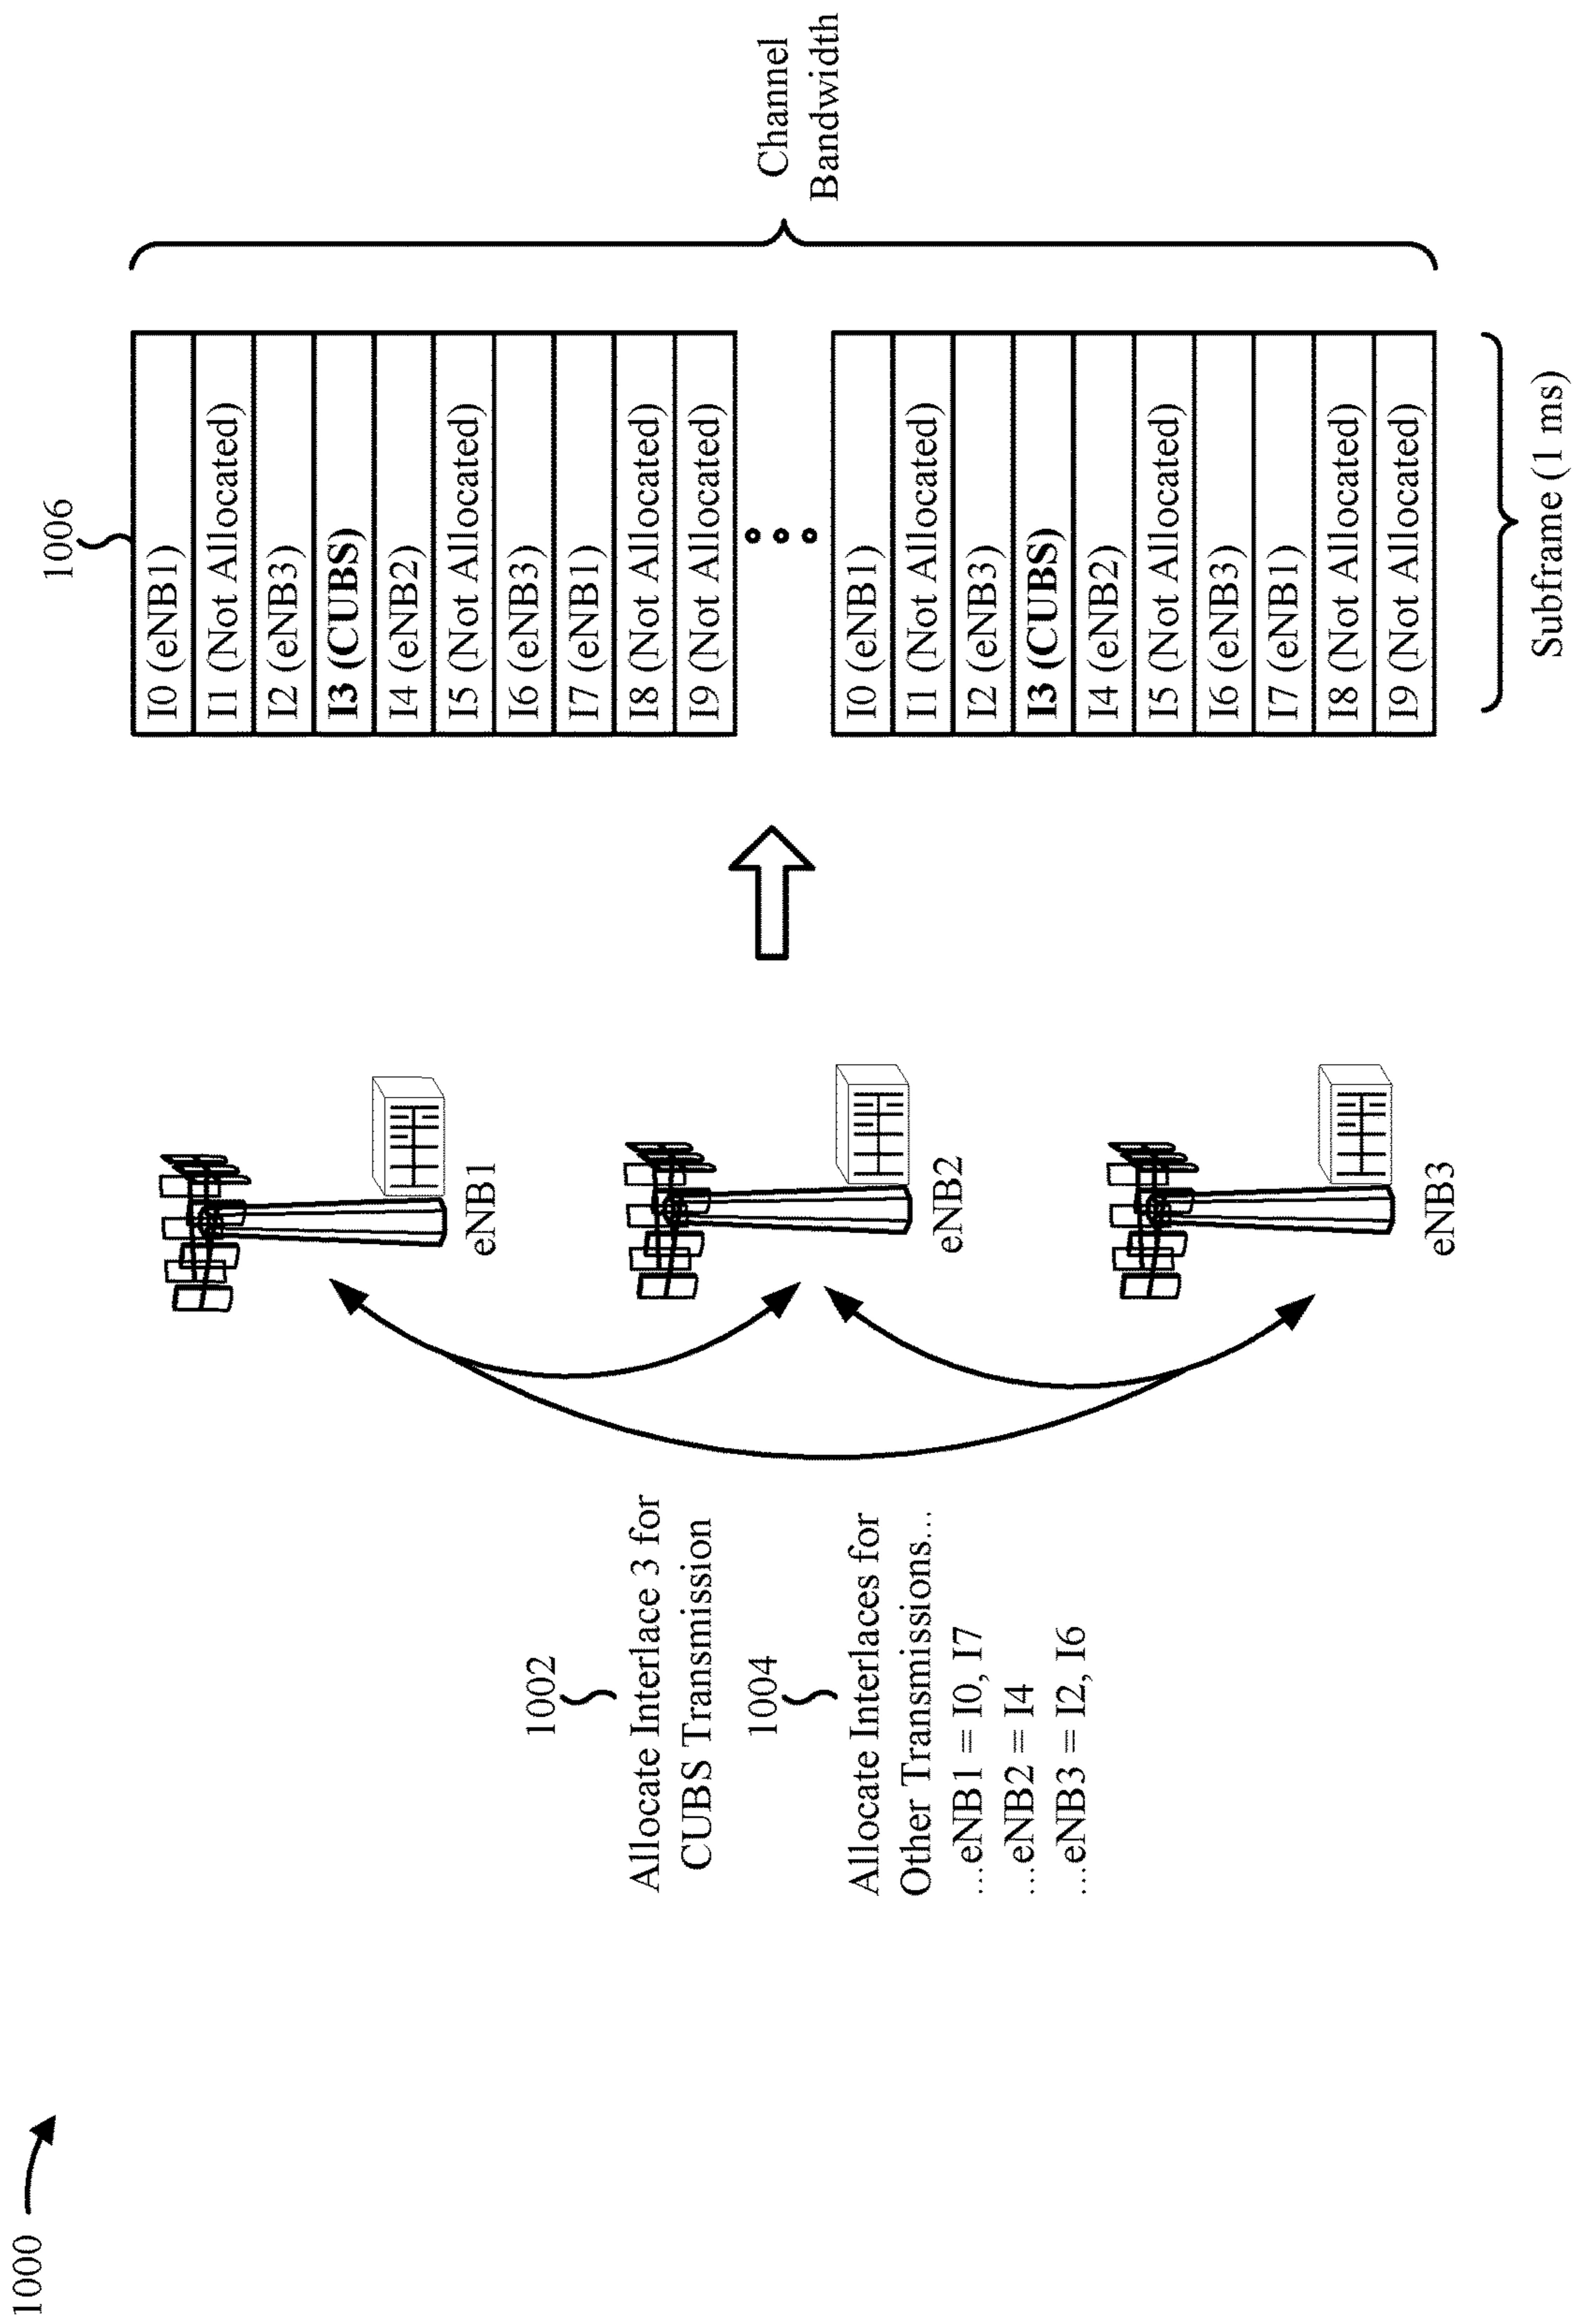 1000
1002
Allocate Interlace 3 for
CUBS Transmission
1004
Allocate Interlaces for
Other Transmissions...
...eNB1 = I0, I7
...eNB2 = I4
...eNB3 = I2, I6
eNB1
eNB2
eNB3
1006
I0 (eNB1)
I1 (Not Allocated)
I2 (eNB3)
I3 (CUBS)
I4 (eNB2)
I5 (Not Allocated)
I6 (eNB3)
I7 (eNB1)
I8 (Not Allocated)
I9 (Not Allocated)
I0 (eNB1)
I1 (Not Allocated)
I2 (eNB3)
I3 (CUBS)
I4 (eNB2)
I5 (Not Allocated)
I6 (eNB3)
I7 (eNB1)
I8 (Not Allocated)
I9 (Not Allocated)
Channel
Bandwidth
Subframe (1 ms)